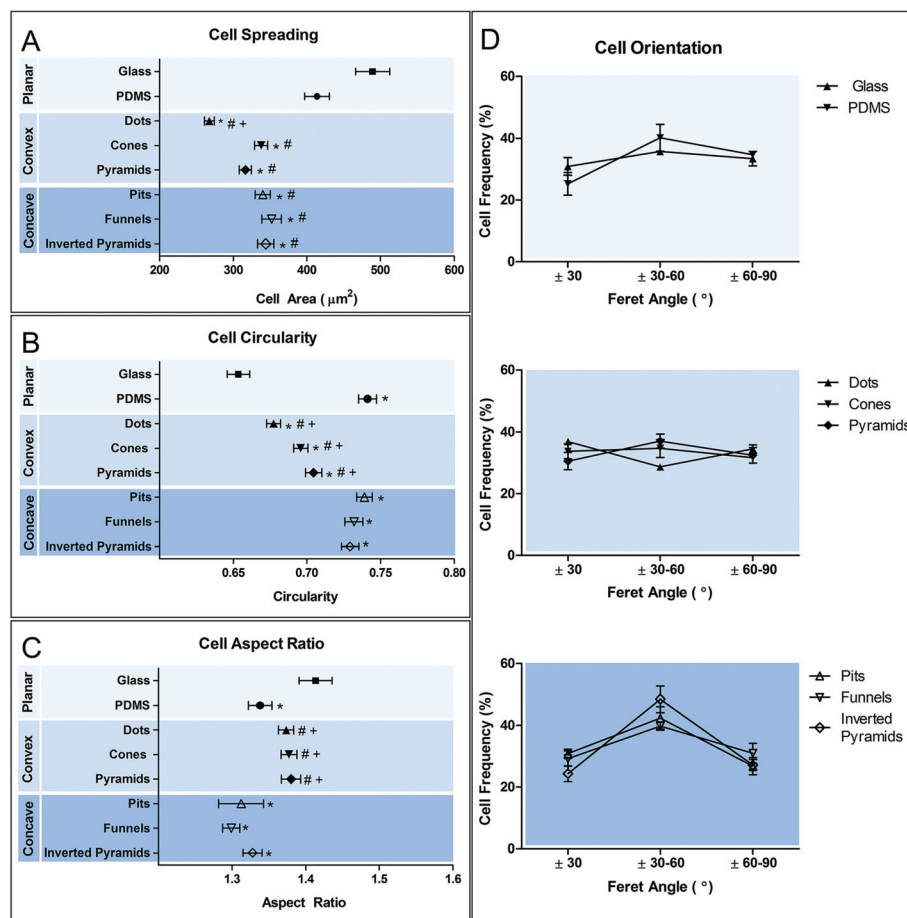 A
Cell Spreading
Planar
Glass
PDMS
Convex
Dots * # +
Cones * #
Pyramids * #
Concave
Pits * #
Funnels * #
Inverted Pyramids * #
200 300 400 500 600
Cell Area ( μm2)
B
Cell Circularity
Planar
Glass
PDMS *
Convex
Dots * # +
Cones * # +
Pyramids * # +
Concave
Pits *
Funnels *
Inverted Pyramids *
0.65 0.70 0.75 0.80
Circularity
C
Cell Aspect Ratio
Planar
Glass
PDMS *
Convex
Dots # +
Cones # +
Pyramids # +
Concave
Pits *
Funnels *
Inverted Pyramids *
1.3 1.4 1.5 1.6
Aspect Ratio
D
Cell Orientation
Cell Frequency (%)
60
40
20
0
± 30 ± 30-60 ± 60-90
Feret Angle ( °)
Glass
PDMS
Cell Frequency (%)
60
40
20
0
± 30 ± 30-60 ± 60-90
Feret Angle ( °)
Dots
Cones
Pyramids
Cell Frequency (%)
60
40
20
0
± 30 ± 30-60 ± 60-90
Feret Angle ( °)
Pits
Funnels
Inverted
Pyramids